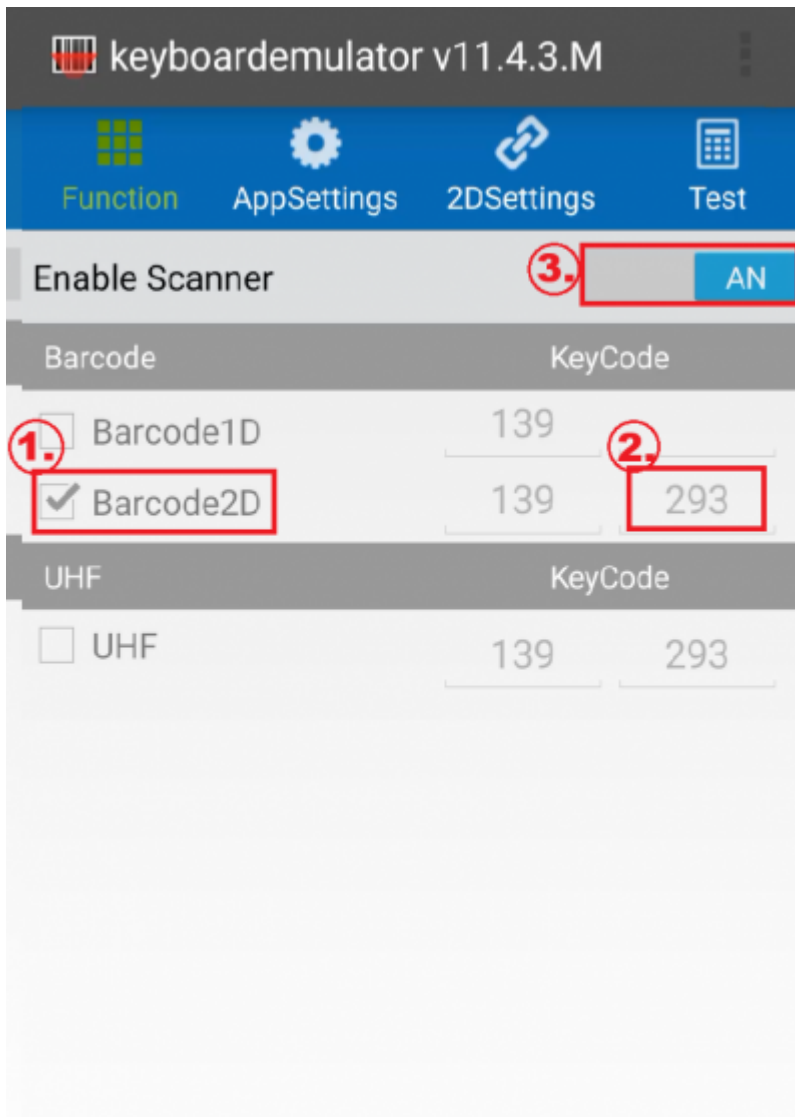 keyboardemulator v11.4.3.M
Function AppSettings 2DSettings Test
Enable Scanner 3. AN
Barcode KeyCode
1. Barcode1D 139 2.
Barcode2D 139 293
UHF KeyCode
UHF 139 293